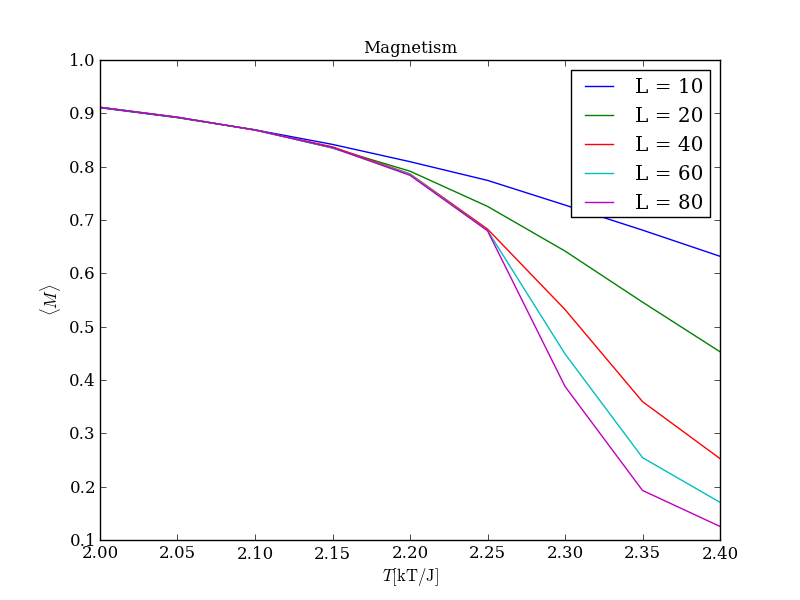 Magnetism
1.0
0.9
0.8
0.7
0.6
0.5
0.4
0.3
0.2
0.1
⟨M⟩
L = 10
L = 20
L = 40
L = 60
L = 80
2.00 2.05 2.10 2.15 2.20 2.25 2.30 2.35 2.40
T[kT/J]